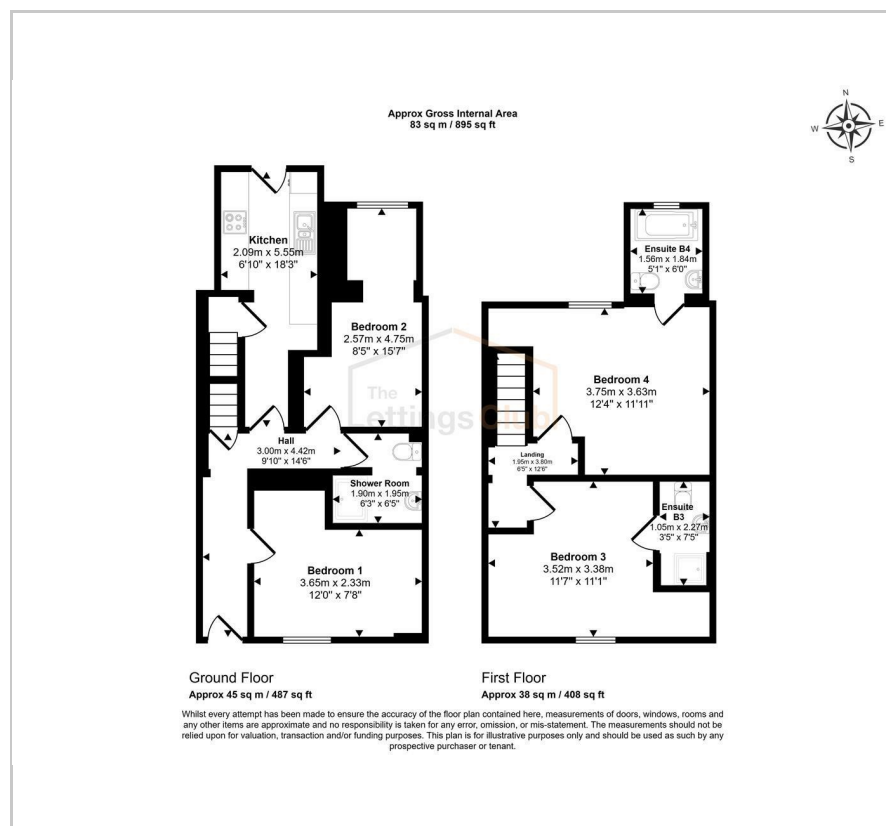 Approx Gross Internal Area
83 sq m / 895 sq ft
N
W
E
S
Kitchen
2.09m x 5.55m
6'10" x 18'3"
Bedroom 2
2.57m x 4.75m
8'5" x 15'7"
Hall
3.00m x 4.42m
9'10" x 14'6"
Shower Room
1.90m x 1.95m
6'3" x 6'5"
Bedroom 1
3.65m x 2.33m
12'0" x 7'8"
Ensuite B4
1.56m x 1.84m
5'1" x 6'0"
Bedroom 4
3.75m x 3.63m
12'4" x 11'11"
Landing
1.95m x 3.80m
6'5" x 12'6"
Ensuite
B3
1.05m x 2.27m
3'5" x 7'5"
Bedroom 3
3.52m x 3.38m
11'7" x 11'1"
The
Lettings Club
Ground Floor
Approx 45 sq m / 487 sq ft
First Floor
Approx 38 sq m / 408 sq ft
Whilst every attempt has been made to ensure the accuracy of the floor plan contained here, measurements of doors, windows, rooms and
any other items are approximate and no responsibility is taken for any error, omission, or mis-statement. The measurements should not be
relied upon for valuation, transaction and/or funding purposes. This plan is for illustrative purposes only and should be used as such by any
prospective purchaser or tenant.